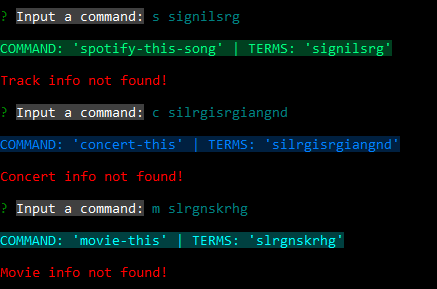 ? Input a command: s signilsrg
COMMAND: 'spotify-this-song' | TERMS: 'signilsrg'
Track info not found!
? Input a command: c silrgisrgiangnd
COMMAND: 'concert-this' | TERMS: 'silrgisrgiangnd'
Concert info not found!
? Input a command: m slrgnskrhg
COMMAND: 'movie-this' | TERMS: 'slrgnskrhg'
Movie info not found!